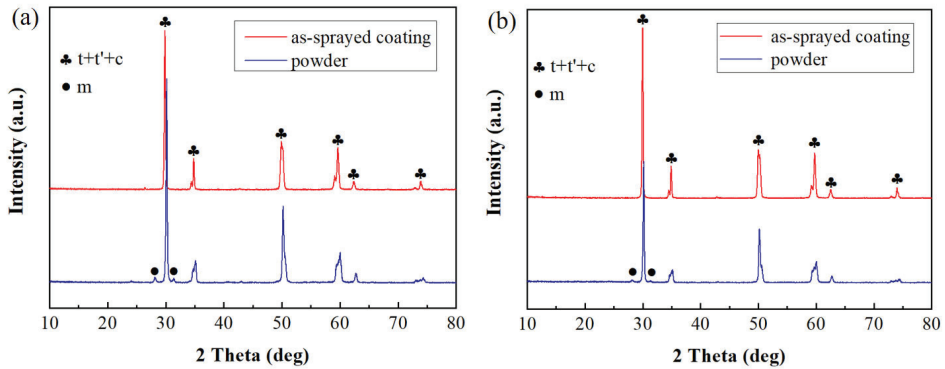 (a)
as-sprayed coating
powder
♣ t+t'+c
● m
Intensity (a.u.)
10 20 30 40 50 60 70 80
2 Theta (deg)
(b)
as-sprayed coating
powder
♣ t+t'+c
● m
Intensity (a.u.)
10 20 30 40 50 60 70 80
2 Theta (deg)